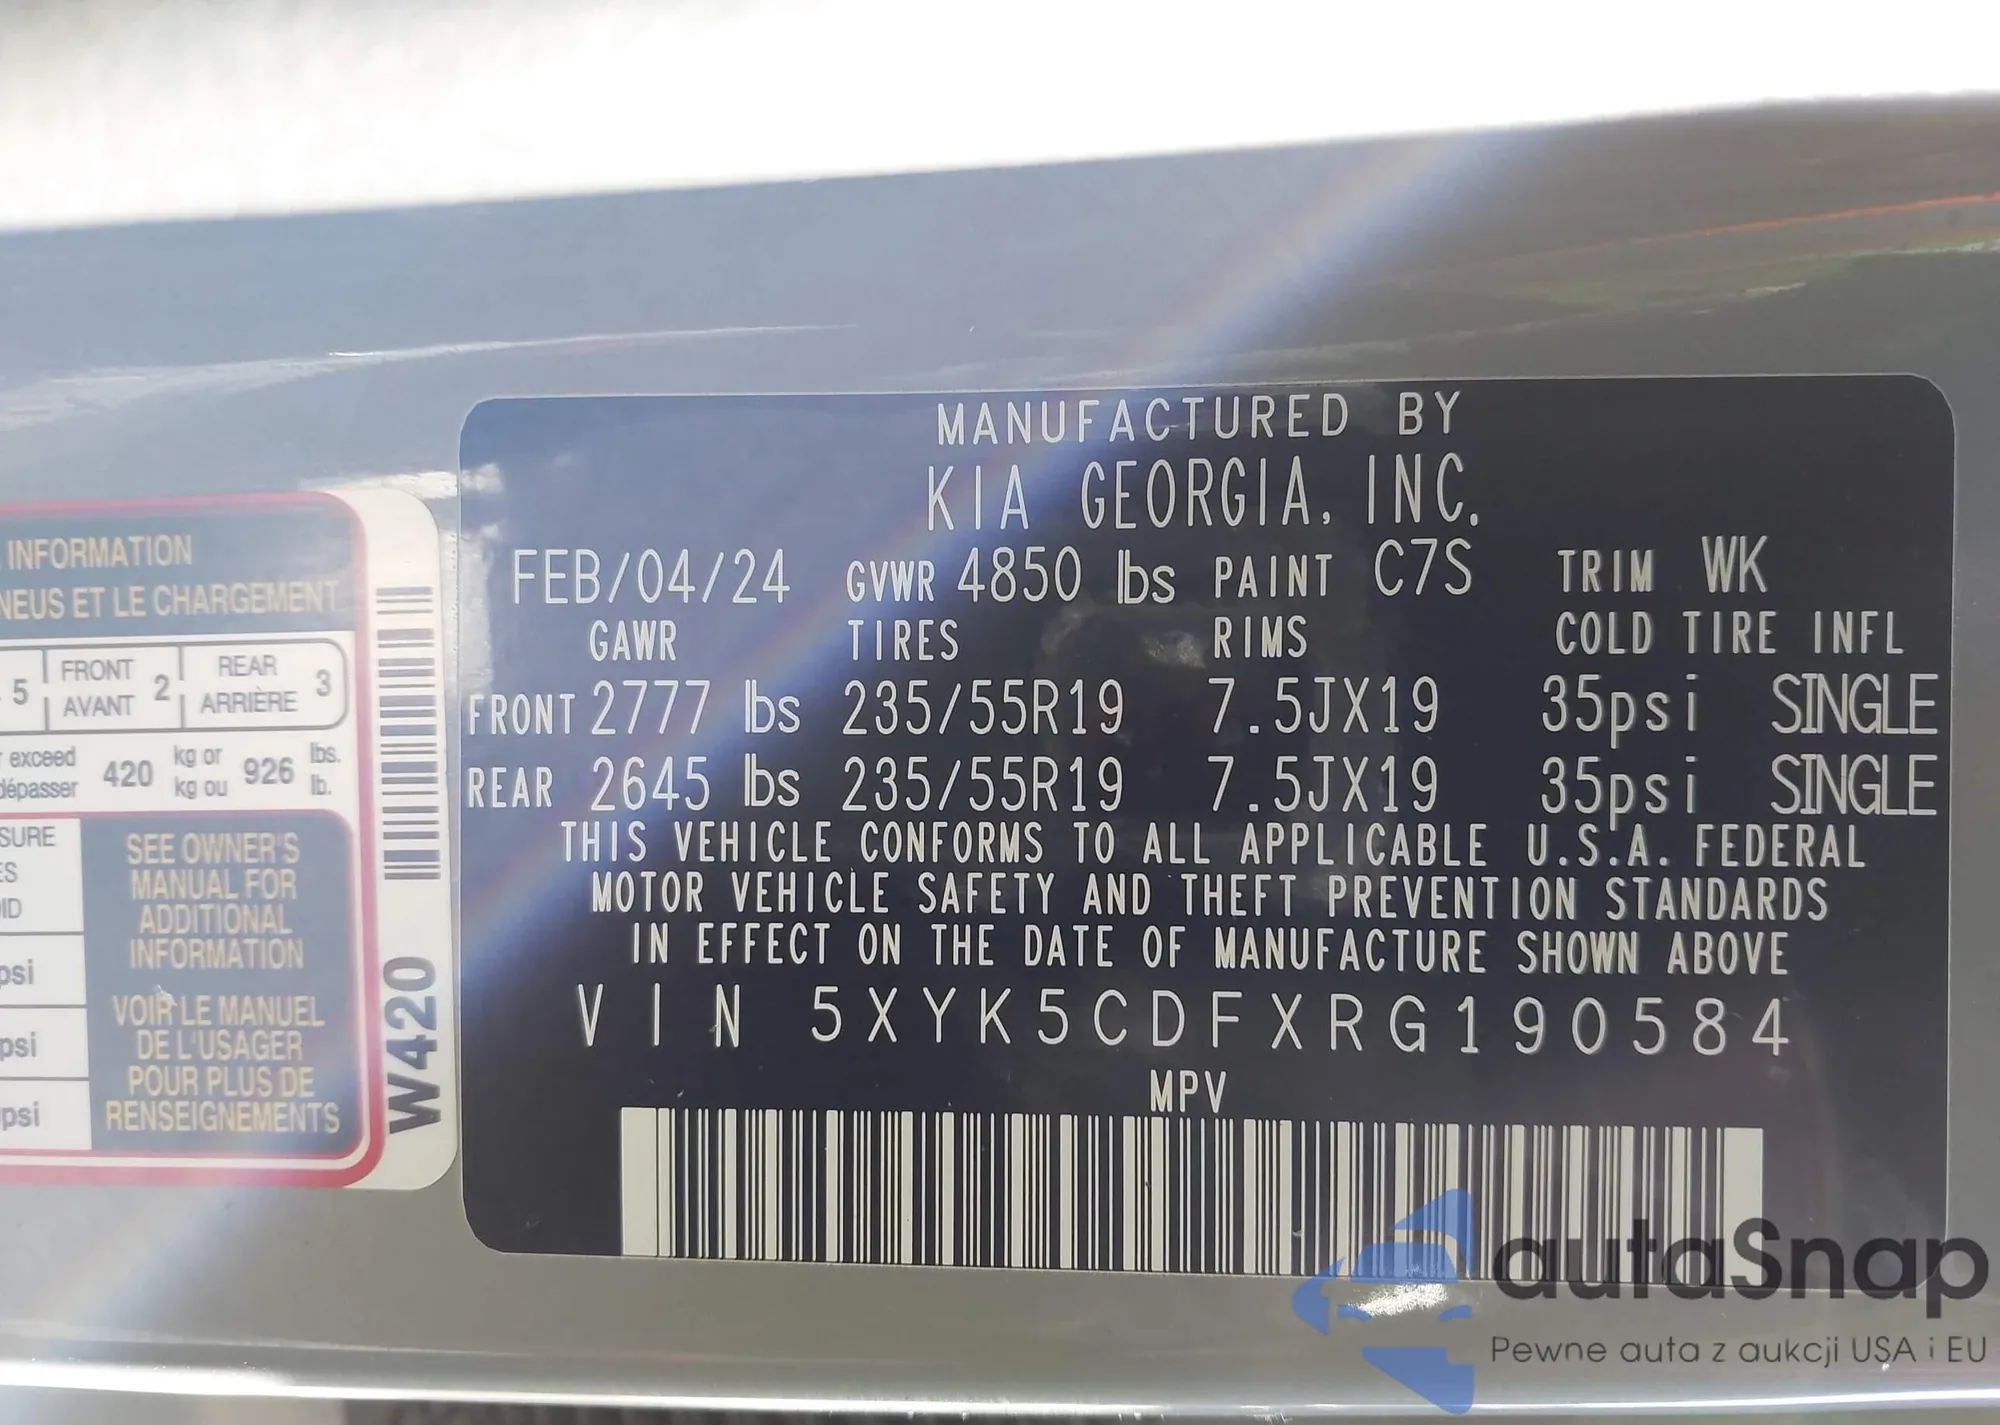 MANUFACTURED BY
KIA GEORGIA, INC.
FEB/04/24 GVWR 4850 lbs PAINT C7S TRIM WK
GAWR TIRES RIMS COLD TIRE INFL
FRONT 2777 lbs 235/55R19 7.5JX19 35psi SINGLE
REAR 2645 lbs 235/55R19 7.5JX19 35psi SINGLE
THIS VEHICLE CONFORMS TO ALL APPLICABLE U.S.A. FEDERAL
MOTOR VEHICLE SAFETY AND THEFT PREVENTION STANDARDS
IN EFFECT ON THE DATE OF MANUFACTURE SHOWN ABOVE
VIN 5XYK5CDFXRG190584
MPV
INFORMATION
ET LE CHARGEMENT
5 FRONT 2 REAR 3
AVANT ARRIÈRE
exceed 420 kg or 926 lbs.
dépasser kg ou lb.
SEE OWNER'S
MANUAL FOR
ADDITIONAL
INFORMATION
VOIR LE MANUEL
DE L'USAGER
POUR PLUS DE
RENSEIGNEMENTS
psi
psi
psi
W420
autaSnap
Pewne auta z aukcji USA i EU